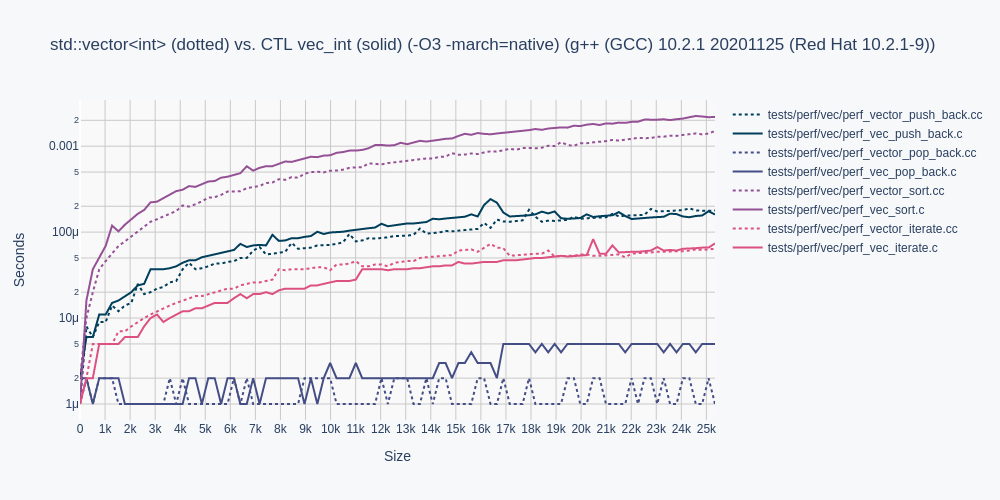 std::vector<int> (dotted) vs. CTL vec_int (solid) (-O3 -march=native) (g++ (GCC) 10.2.1 20201125 (Red Hat 10.2.1-9))
2
0.001
5
2
100μ
5
2
10μ
5
2
1μ
Seconds
0 1k 2k 3k 4k 5k 6k 7k 8k 9k 10k 11k 12k 13k 14k 15k 16k 17k 18k 19k 20k 21k 22k 23k 24k 25k
Size
tests/perf/vec/perf_vector_push_back.cc
tests/perf/vec/perf_vec_push_back.c
tests/perf/vec/perf_vector_pop_back.cc
tests/perf/vec/perf_vec_pop_back.c
tests/perf/vec/perf_vector_sort.cc
tests/perf/vec/perf_vec_sort.c
tests/perf/vec/perf_vector_iterate.cc
tests/perf/vec/perf_vec_iterate.c